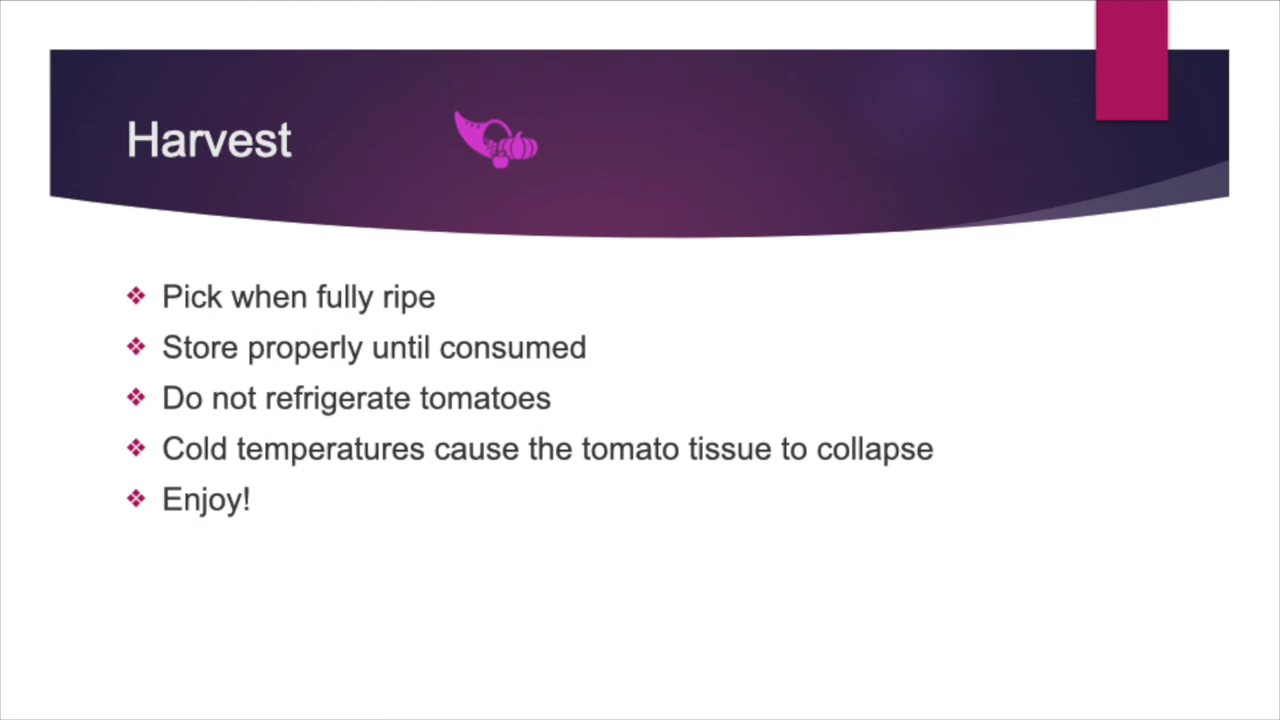 Harvest
Pick when fully ripe
Store properly until consumed
Do not refrigerate tomatoes
Cold temperatures cause the tomato tissue to collapse
Enjoy!